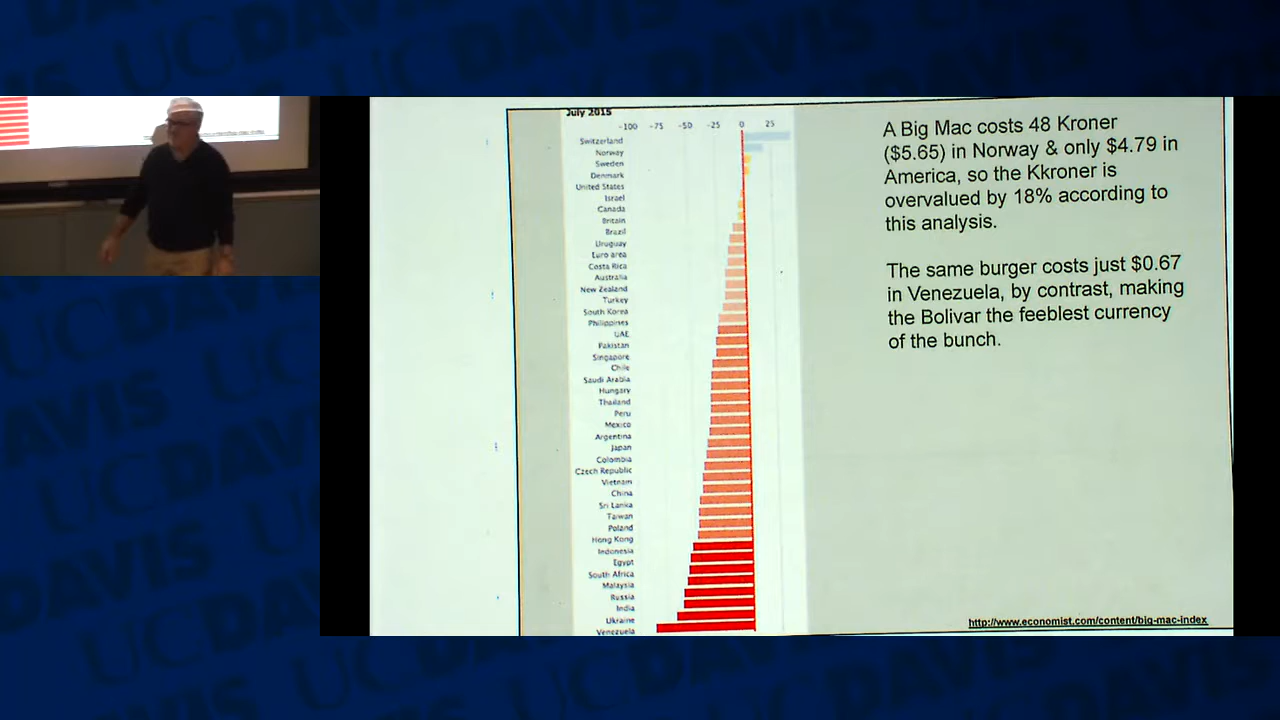 July 2015
-100 -75 -50 -25 0 25
Switzerland
Norway
Sweden
Denmark
United States
Israel
Canada
Britain
Brazil
Uruguay
Euro area
Costa Rica
Australia
New Zealand
Turkey
South Korea
Philippines
UAE
Pakistan
Singapore
Chile
Saudi Arabia
Hungary
Thailand
Peru
Mexico
Argentina
Japan
Colombia
Czech Republic
Vietnam
China
Sri Lanka
Taiwan
Poland
Hong Kong
Indonesia
Egypt
South Africa
Malaysia
Russia
India
Ukraine
Venezuela
A Big Mac costs 48 Kroner
($5.65) in Norway & only $4.79 in
America, so the Kkroner is
overvalued by 18% according to
this analysis.
The same burger costs just $0.67
in Venezuela, by contrast, making
the Bolivar the feeblest currency
of the bunch.
http://www.economist.com/content/big-mac-index
UC DAVIS